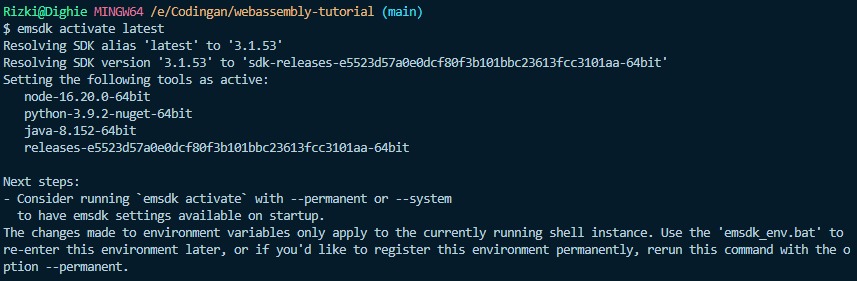 Rizki@Dighie MINGW64 /e/Codingan/webassembly-tutorial (main)
$ emsdk activate latest
Resolving SDK alias 'latest' to '3.1.53'
Resolving SDK version '3.1.53' to 'sdk-releases-e5523d57a0e0dcf80f3b101bbc23613fcc3101aa-64bit'
Setting the following tools as active:
   node-16.20.0-64bit
   python-3.9.2-nuget-64bit
   java-8.152-64bit
   releases-e5523d57a0e0dcf80f3b101bbc23613fcc3101aa-64bit

Next steps:
- Consider running `emsdk activate` with --permanent or --system
  to have emsdk settings available on startup.
The changes made to environment variables only apply to the currently running shell instance. Use the 'emsdk_env.bat' to
re-enter this environment later, or if you'd like to register this environment permanently, rerun this command with the o
ption --permanent.